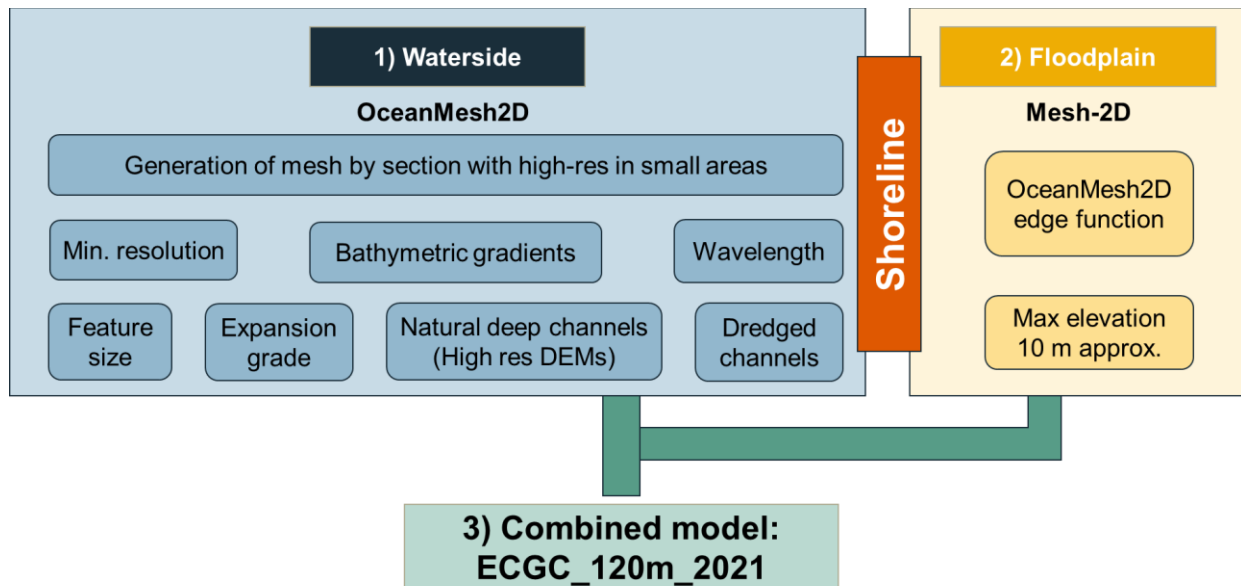 1) Waterside
OceanMesh2D
Generation of mesh by section with high-res in small areas
Min. resolution
Bathymetric gradients
Wavelength
Feature
size
Expansion
grade
Natural deep channels
(High res DEMs)
Dredged
channels
Shoreline
2) Floodplain
Mesh-2D
OceanMesh2D
edge function
Max elevation
10 m approx.
3) Combined model:
ECGC_120m_2021